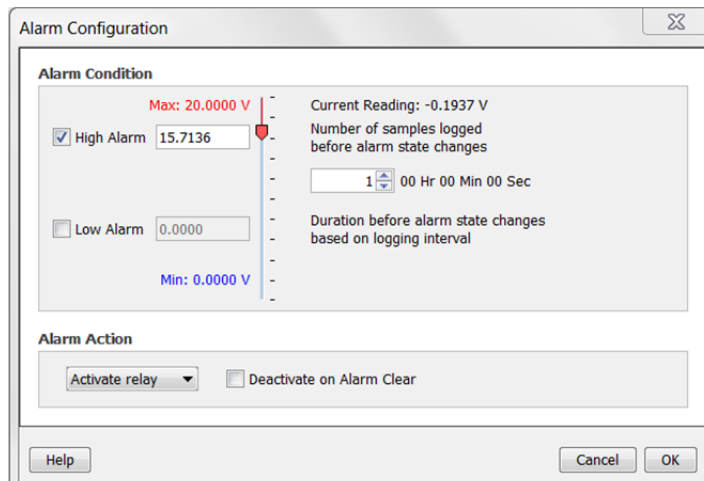 Alarm Configuration
Alarm Condition
Max: 20.0000 V
Current Reading: -0.1937 V
High Alarm 15.7136
Number of samples logged
before alarm state changes
1 00 Hr 00 Min 00 Sec
Low Alarm 0.0000
Duration before alarm state changes
based on logging interval
Min: 0.0000 V
Alarm Action
Activate relay
Deactivate on Alarm Clear
Help
Cancel
OK